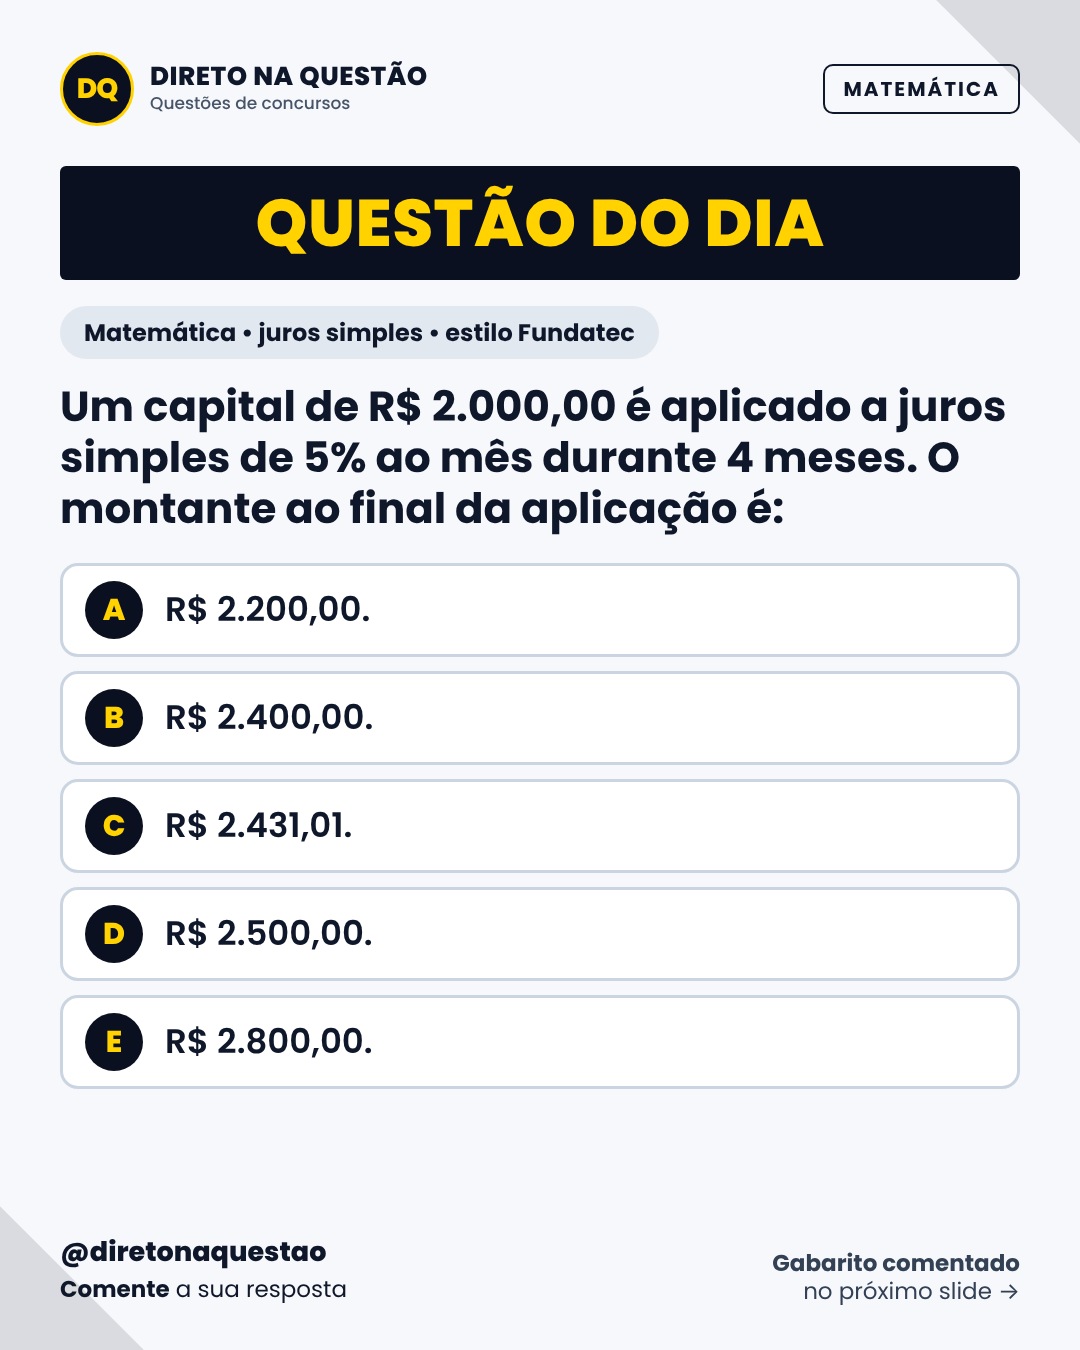 DQ
DIRETO NA QUESTÃO
Questões de concursos
MATEMÁTICA
QUESTÃO DO DIA
Matemática • juros simples • estilo Fundatec
Um capital de R$ 2.000,00 é aplicado a juros
simples de 5% ao mês durante 4 meses. O
montante ao final da aplicação é:
A R$ 2.200,00.
B R$ 2.400,00.
C R$ 2.431,01.
D R$ 2.500,00.
E R$ 2.800,00.
@diretonaquestao
Comente a sua resposta
Gabarito comentado
no próximo slide →